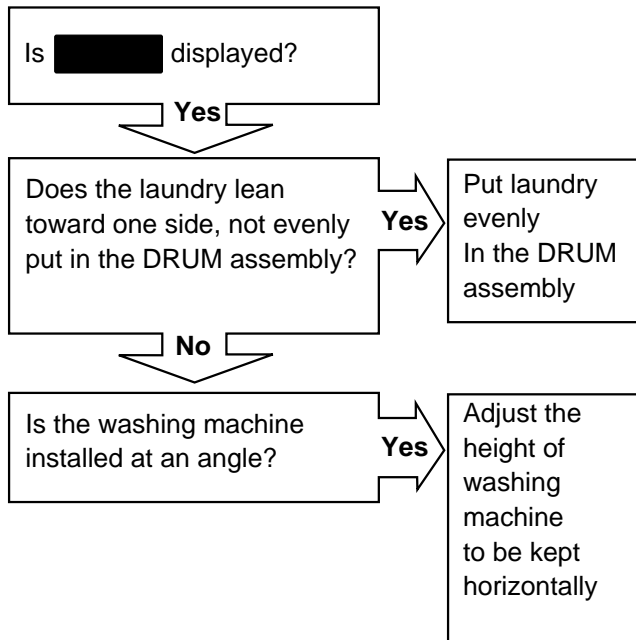 Is displayed?
Yes
Does the laundry lean
toward one side, not evenly
put in the DRUM assembly?
Yes
Put laundry
evenly
In the DRUM
assembly
No
Is the washing machine
installed at an angle?
Yes
Adjust the
height of
washing
machine
to be kept
horizontally